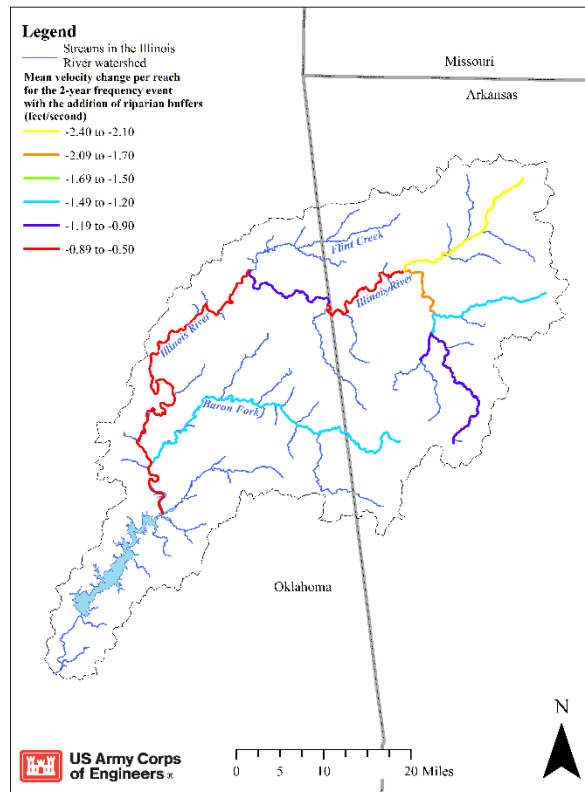 Legend
Streams in the Illinois
River watershed
Mean velocity change per reach
for the 2-year frequency event
with the addition of riparian buffers
(feet/second)
-2.40 to -2.10
-2.09 to -1.70
-1.69 to -1.50
-1.49 to -1.20
-1.19 to -0.90
-0.89 to -0.50
Missouri
Arkansas
Flint Creek
Illinois River
Illinois River
Baron Fork
Oklahoma
N
US Army Corps
of Engineers®
0 5 10 20 Miles